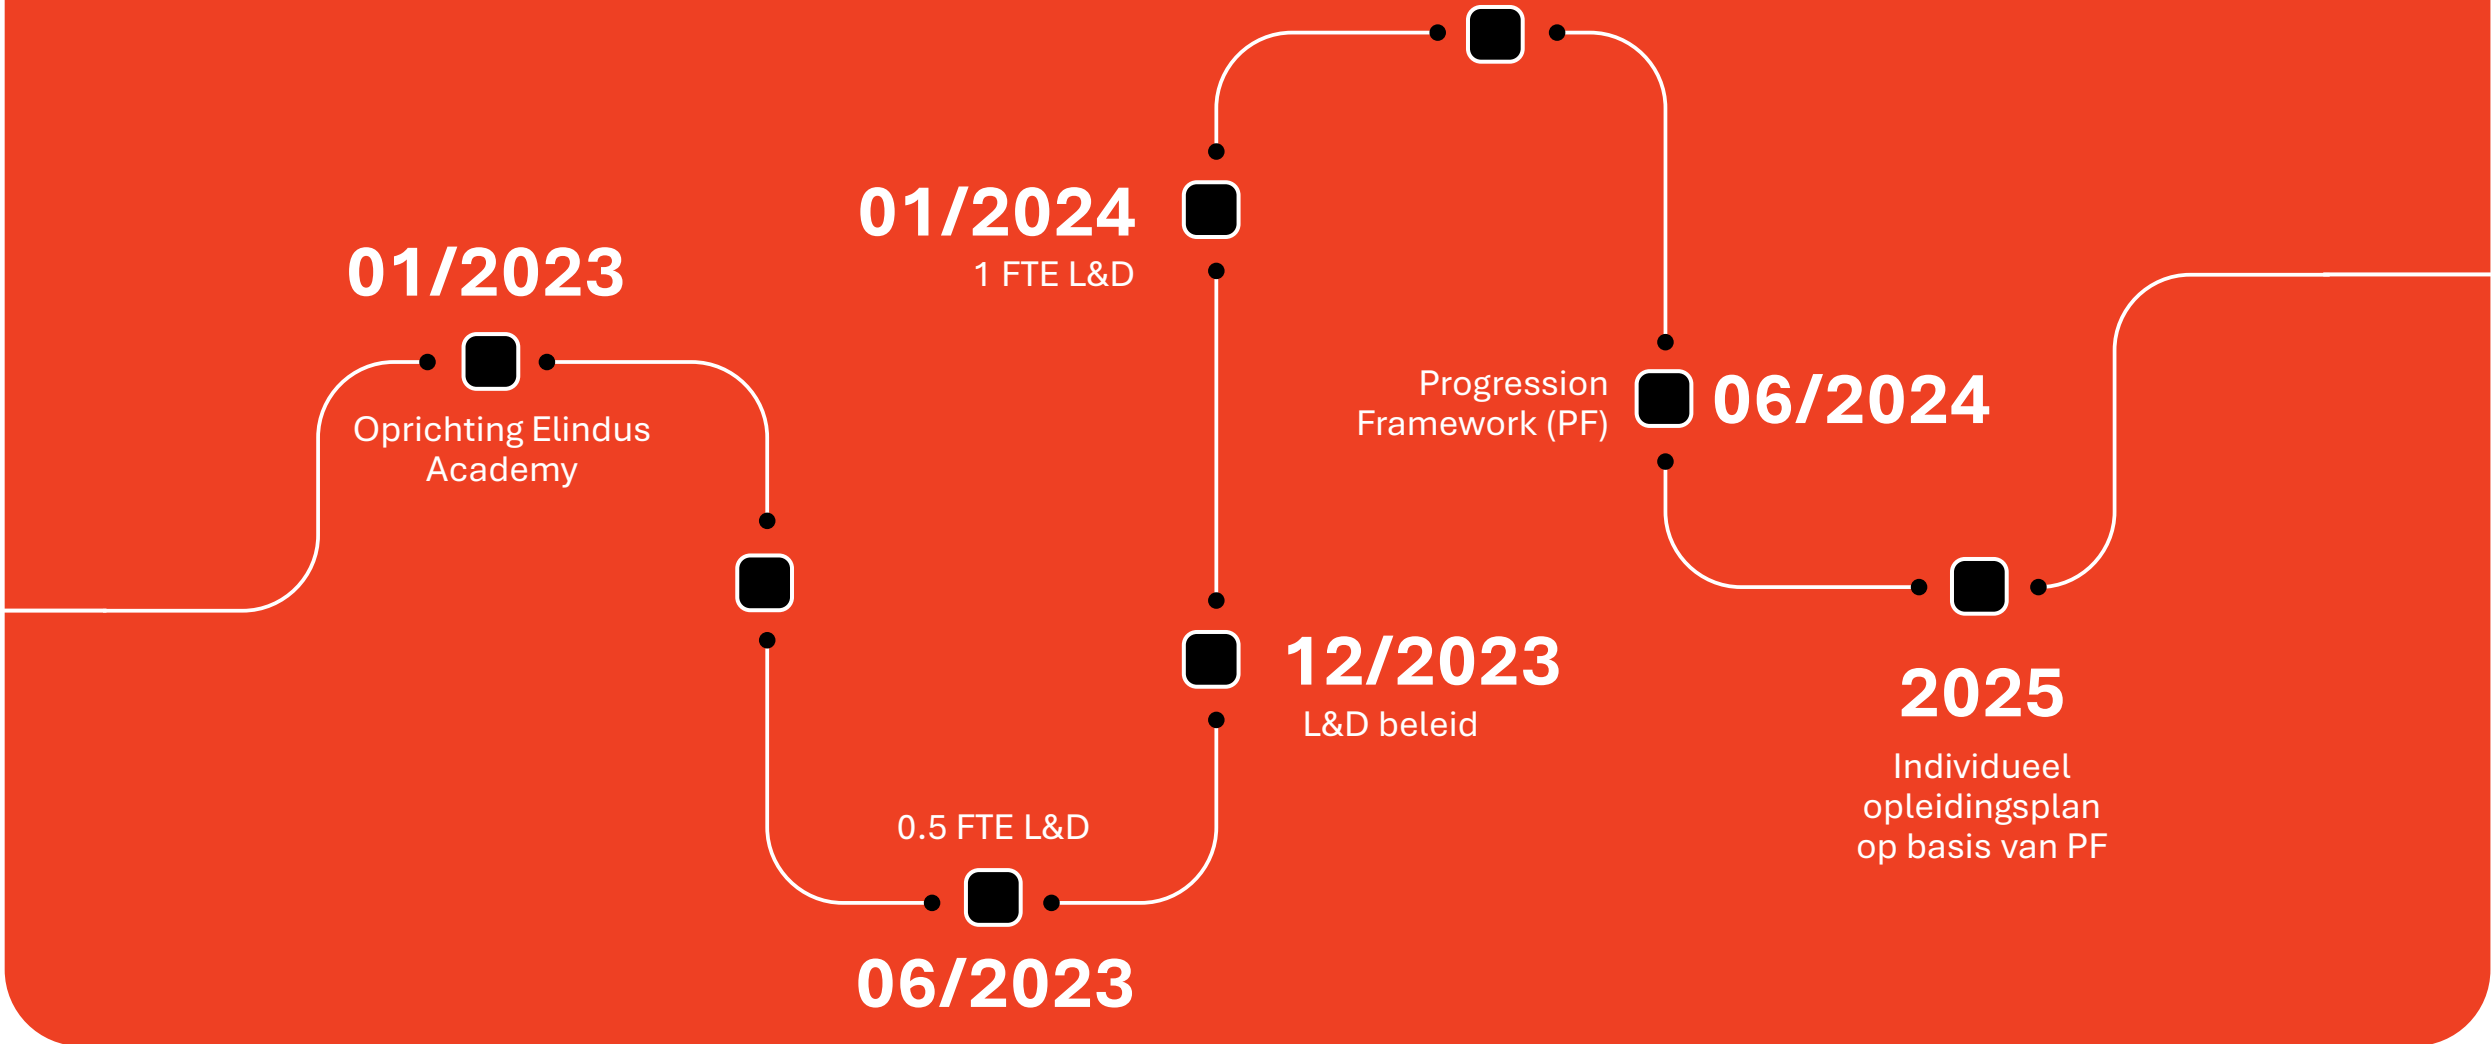 01/2023
Oprichting Elindus
Academy
0.5 FTE L&D
06/2023
12/2023
L&D beleid
01/2024
1 FTE L&D
Progression
Framework (PF)
06/2024
2025
Individueel
opleidingsplan
op basis van PF